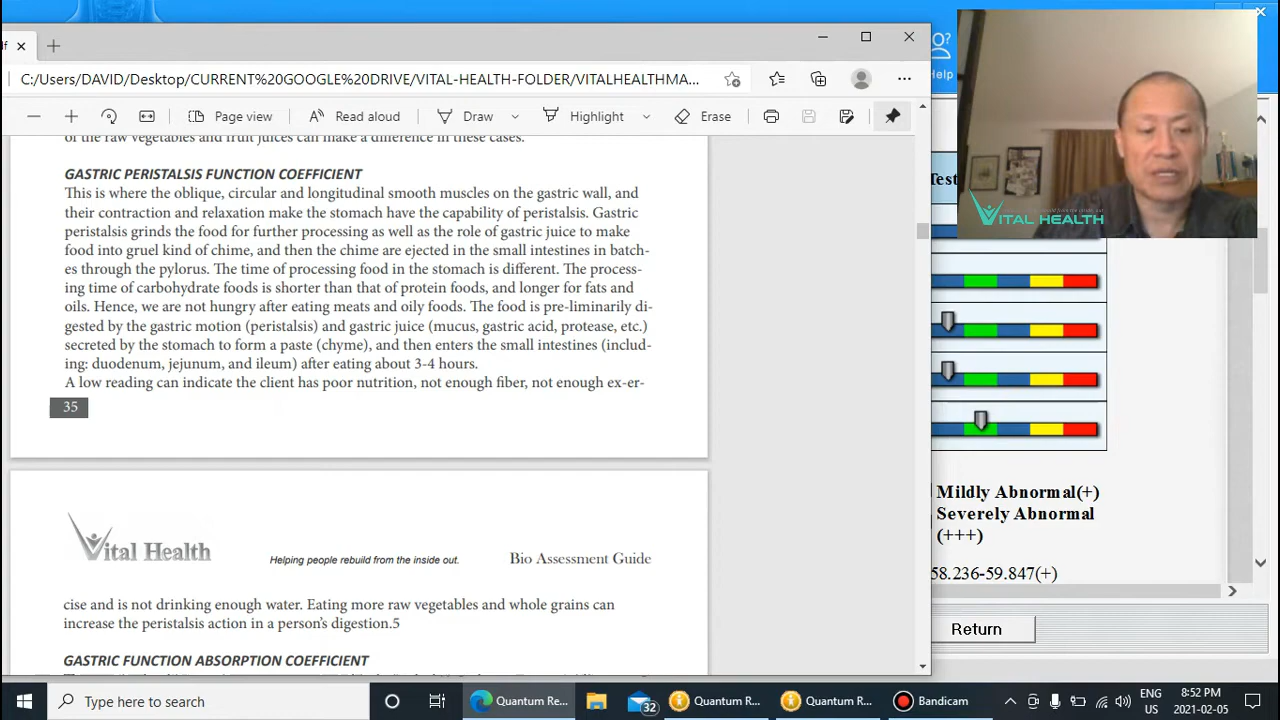 lf
C:/Users/DAVID/Desktop/CURRENT%20GOOGLE%20DRIVE/VITAL-HEALTH-FOLDER/VITALHEALTHMA...
Help
Page view
Read aloud
Draw
Highlight
Erase
of the raw vegetables and fruit juices can make a difference in these cases.
GASTRIC PERISTALSIS FUNCTION COEFFICIENT
This is where the oblique, circular and longitudinal smooth muscles on the gastric wall, and
their contraction and relaxation make the stomach have the capability of peristalsis. Gastric
peristalsis grinds the food for further processing as well as the role of gastric juice to make
food into gruel kind of chime, and then the chime are ejected in the small intestines in batch-
es through the pylorus. The time of processing food in the stomach is different. The process-
ing time of carbohydrate foods is shorter than that of protein foods, and longer for fats and
oils. Hence, we are not hungry after eating meats and oily foods. The food is pre-liminarily di-
gested by the gastric motion (peristalsis) and gastric juice (mucus, gastric acid, protease, etc.)
secreted by the stomach to form a paste (chyme), and then enters the small intestines (includ-
ing: duodenum, jejunum, and ileum) after eating about 3-4 hours.
A low reading can indicate the client has poor nutrition, not enough fiber, not enough ex-er-
35
Vital Health
Helping people rebuild from the inside out.
Bio Assessment Guide
cise and is not drinking enough water. Eating more raw vegetables and whole grains can
increase the peristalsis action in a person's digestion.5
GASTRIC FUNCTION ABSORPTION COEFFICIENT
Test
VITAL HEALTH
Mildly Abnormal(+)
Severely Abnormal
(+++)
58.236-59.847(+)
Return
Type here to search
Quantum Re...
32
Quantum R...
Quantum R...
Bandicam
ENG
US
8:52 PM
2021-02-05